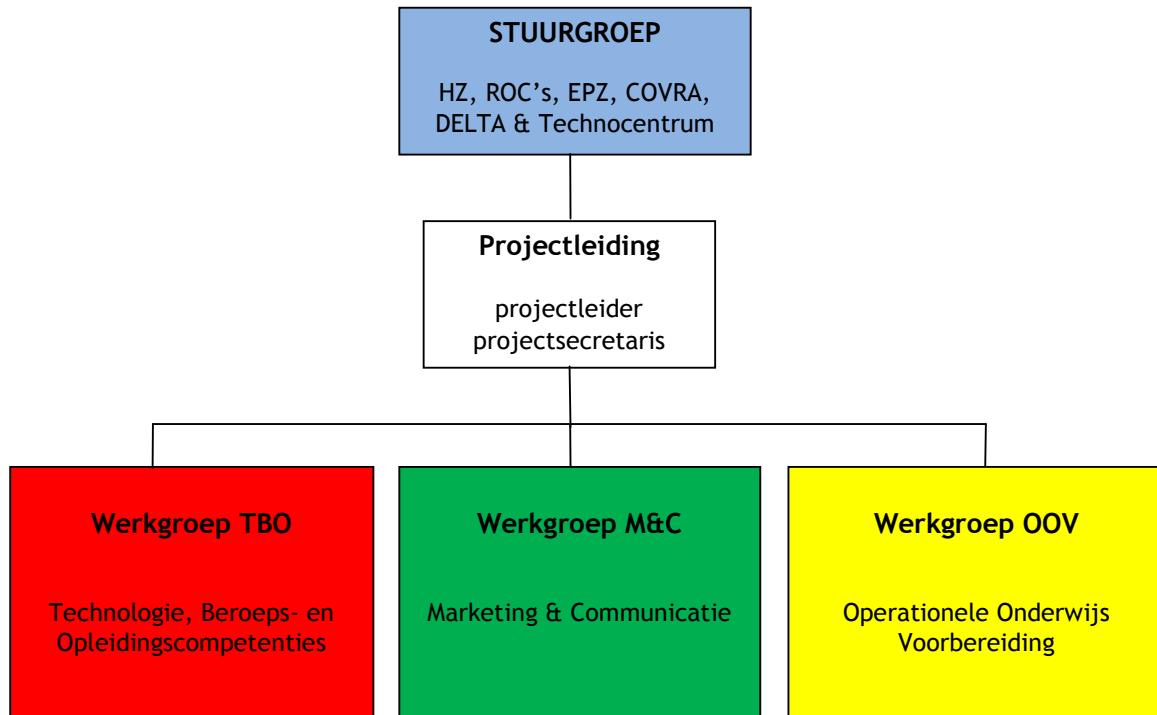 STUURGROEP
HZ, ROC’s, EPZ, COVRA,
DELTA & Technocentrum
Projectleiding
projectleider
projectsecretaris
Werkgroep TBO
Technologie, Beroeps- en
Opleidingscompetenties
Werkgroep M&C
Marketing & Communicatie
Werkgroep OOV
Operationele Onderwijs
Voorbereiding